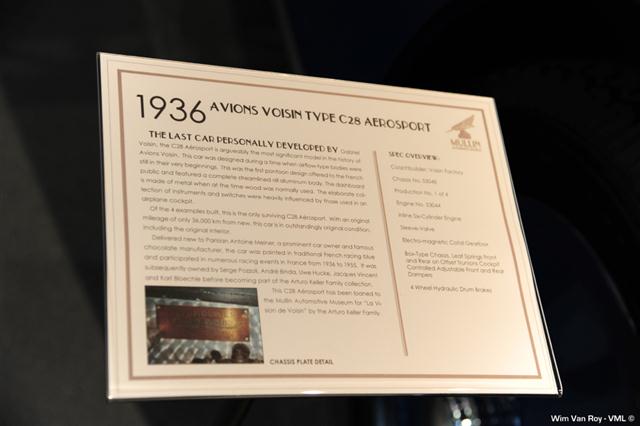 1936 AVIONS VOISIN TYPE C28 AEROSPORT
MULLIN
THE LAST CAR PERSONALLY DEVELOPED BY Gabriel
Voisin, the C28 Aérosport is argueably the most significant model in the history of
Avions Voisin. This car was designed during a time when aero-type bodies were
still in their very beginnings. This was the first pontoon design offered to the French
public and featured a complete streamlined all aluminum body. The dashboard
is made of metal when at the time wood was normally used. The elaborate col-
lection of instruments and switches were heavily influenced by those used in an
airplane cockpit.
Of the 4 examples built, this is the only surviving C28 Aérosport. With an original
mileage of only 36,000 km from new, this car is in outstandingly original condition,
including the original interior.
Delivered new to Parisian Antoine Meiner, a prominent car owner and famous
chocolate manufacturer, the car was painted in traditional French racing blue
and participated in numerous racing events in France from 1936 to 1955. It was
subsequently owned by Serge Pozzoli, André Binda, Uwe Hucke, Jacques Vincent
and Karl Bloechle before becoming part of the Arturo Keller Family collection.
This C28 Aérosport has been loaned to
the Mullin Automotive Museum for "La Vi-
sion de Voisin" by the Arturo Keller Family.
CHASSIS PLATE DETAIL
SPEC OVERVIEW:
Coachbuilder: Voisin Factory
Chassis No. 53045
Production No. 1 of 4
Engine No. 53044
Inline Six-Cylinder Engine
Sleeve-Valve
Electro-magnetic Cotal Gearbox
Box-Type Chassis, Leaf Springs Front
and Rear on Offset Trunions Cockpit
Controlled Adjustable Front and Rear
Dampers
4 Wheel Hydraulic Drum Brakes
Wim Van Roy - VML ©